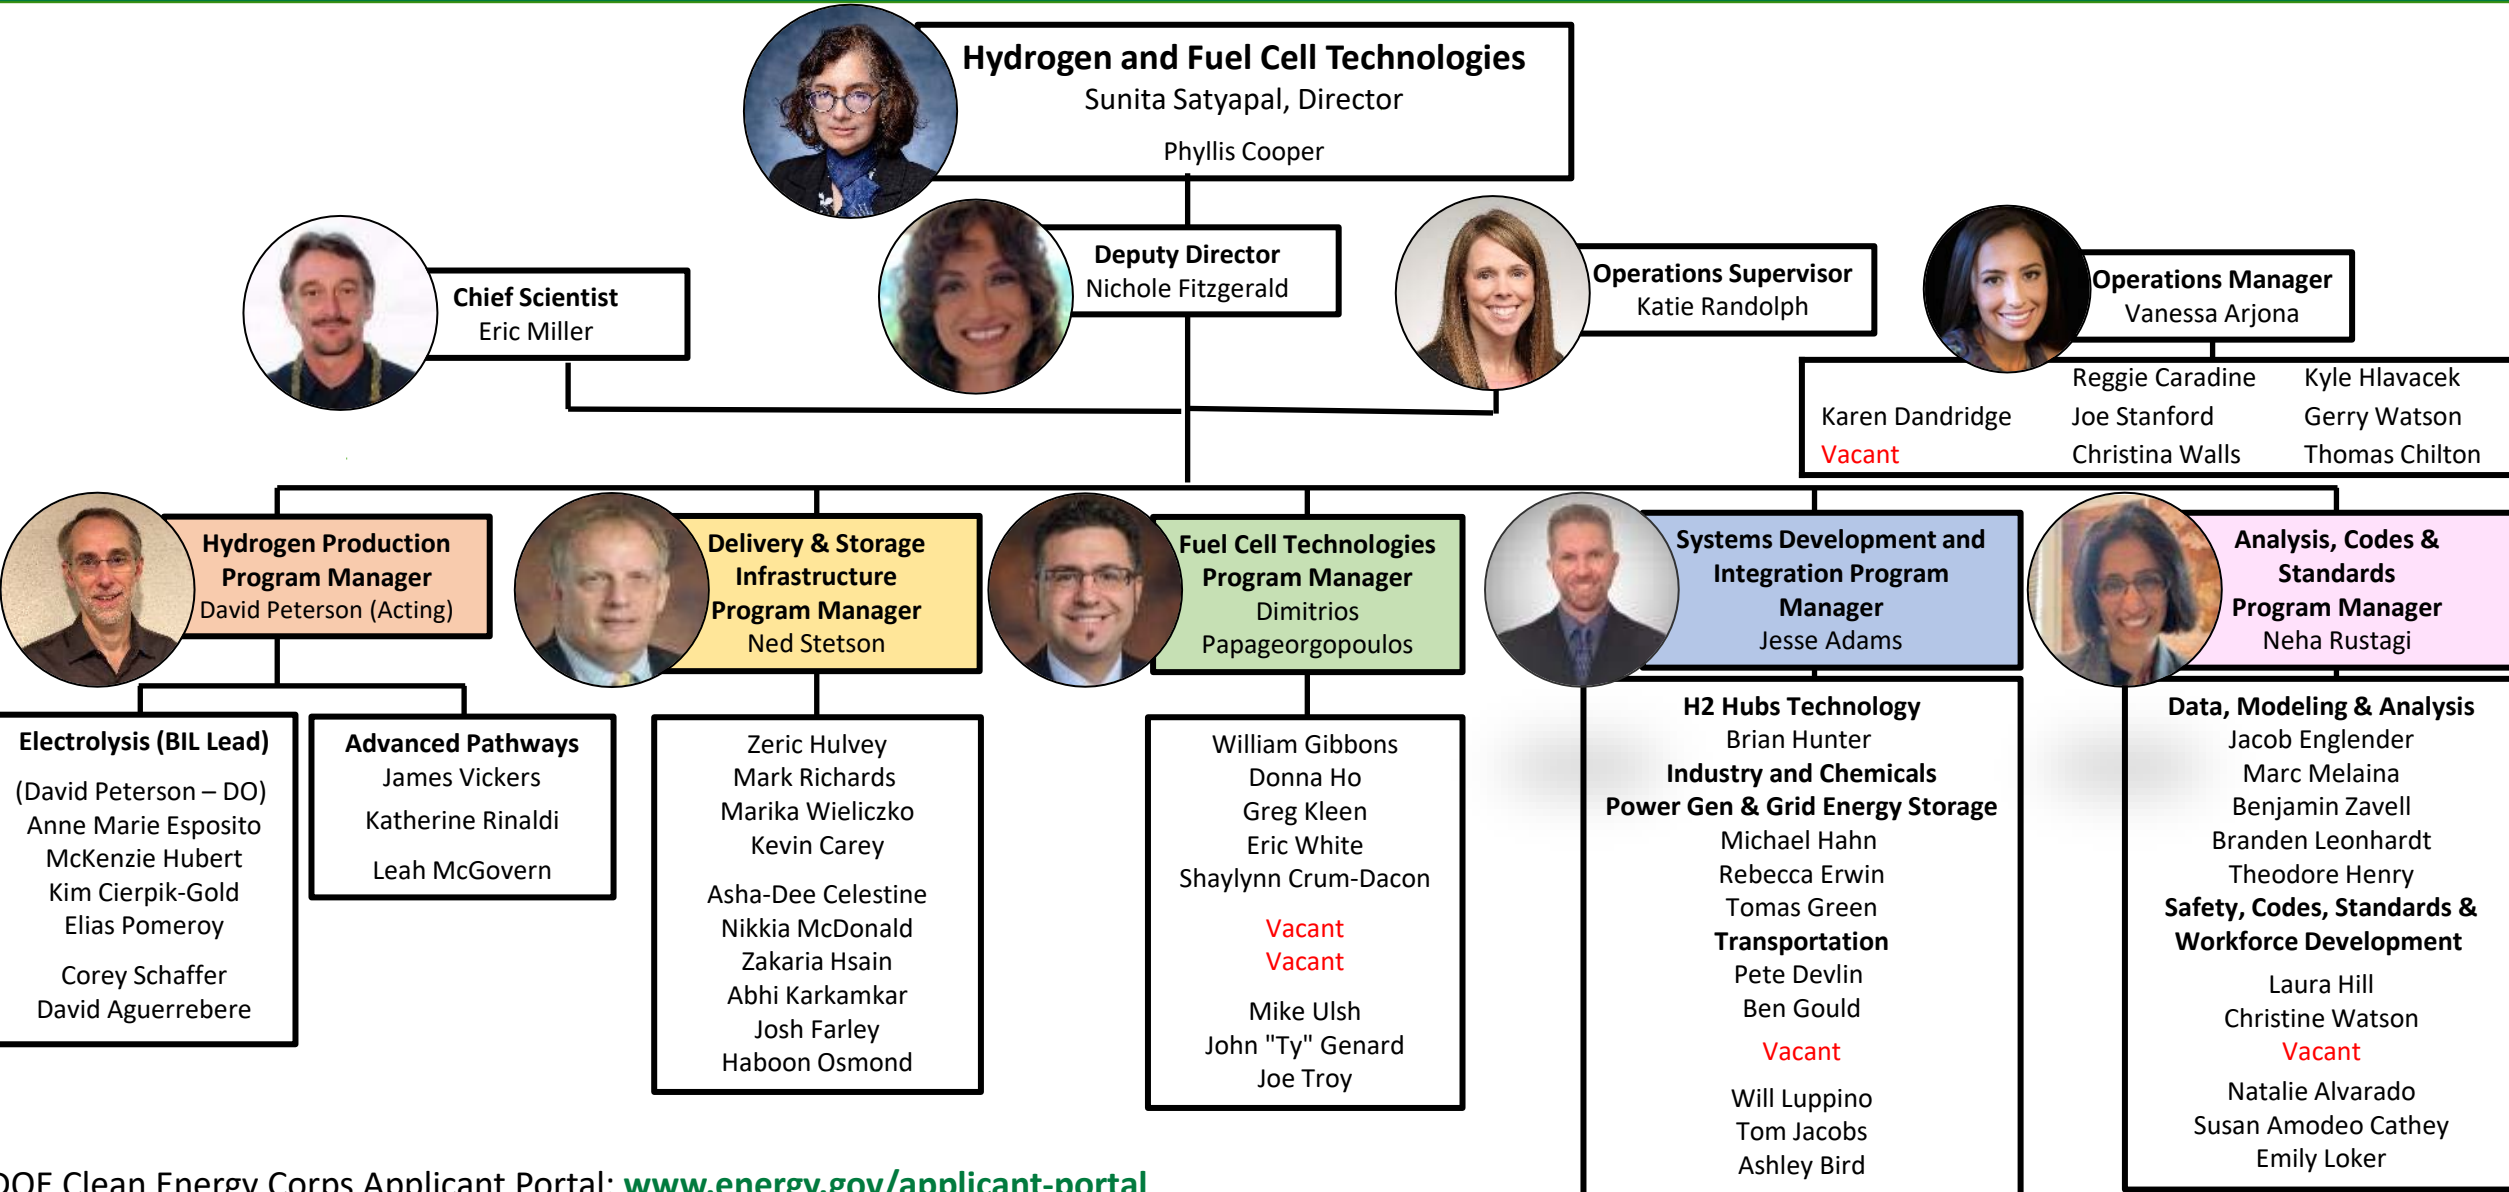 Hydrogen and Fuel Cell Technologies
Sunita Satyapal, Director
Phyllis Cooper
Chief Scientist
Eric Miller
Deputy Director
Nichole Fitzgerald
Operations Supervisor
Katie Randolph
Operations Manager
Vanessa Arjona
Reggie Caradine Kyle Hlavacek
Karen Dandridge Joe Stanford Gerry Watson
Vacant Christina Walls Thomas Chilton
Hydrogen Production
Program Manager
David Peterson (Acting)
Delivery & Storage
Infrastructure
Program Manager
Ned Stetson
Fuel Cell Technologies
Program Manager
Dimitrios
Papageorgopoulos
Systems Development and
Integration Program
Manager
Jesse Adams
Analysis, Codes &
Standards
Program Manager
Neha Rustagi
Electrolysis (BIL Lead)
(David Peterson – DO)
Anne Marie Esposito
McKenzie Hubert
Kim Cierpik-Gold
Elias Pomeroy
Corey Schaffer
David Aguerrebere
Advanced Pathways
James Vickers
Katherine Rinaldi
Leah McGovern
Zeric Hulvey
Mark Richards
Marika Wieliczko
Kevin Carey
Asha-Dee Celestine
Nikkia McDonald
Zakaria Hsain
Abhi Karkamkar
Josh Farley
Haboon Osmond
William Gibbons
Donna Ho
Greg Kleen
Eric White
Shaylynn Crum-Dacon
Vacant
Vacant
Mike Ulsh
John "Ty" Genard
Joe Troy
H2 Hubs Technology
Brian Hunter
Industry and Chemicals
Power Gen & Grid Energy Storage
Michael Hahn
Rebecca Erwin
Tomas Green
Transportation
Pete Devlin
Ben Gould
Vacant
Will Luppino
Tom Jacobs
Ashley Bird
Data, Modeling & Analysis
Jacob Englender
Marc Melaina
Benjamin Zavell
Branden Leonhardt
Theodore Henry
Safety, Codes, Standards &
Workforce Development
Laura Hill
Christine Watson
Vacant
Natalie Alvarado
Susan Amodeo Cathey
Emily Loker
DOE Clean Energy Corps Applicant Portal: www.energy.gov/applicant-portal